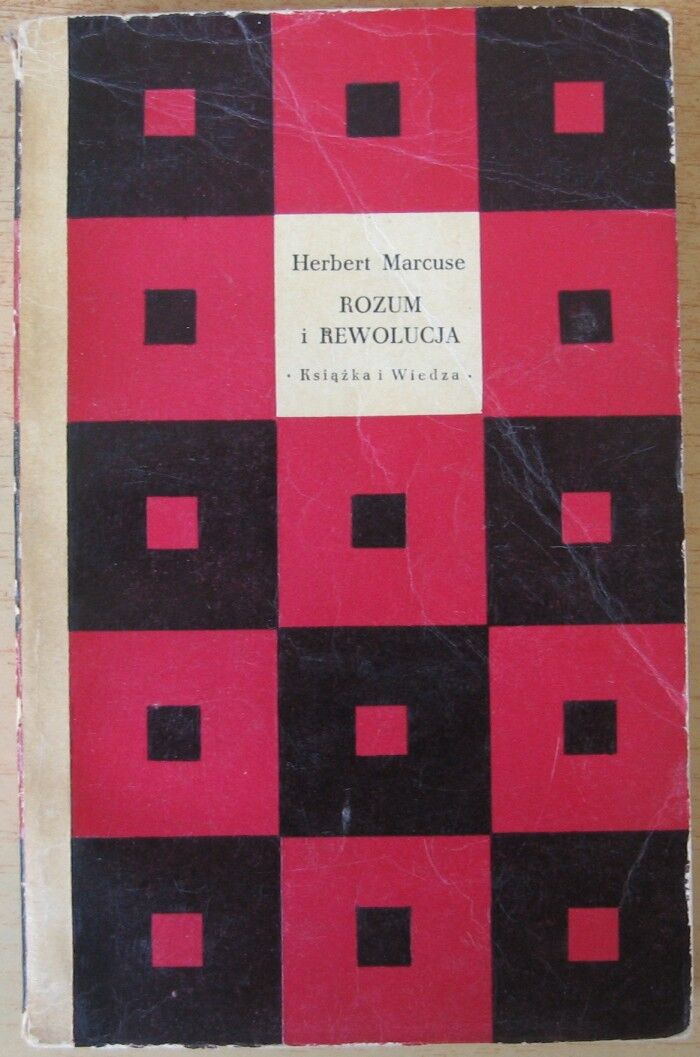 Herbert Marcuse
ROZUM
i REWOLUCJA
· Książka i Wiedza ·